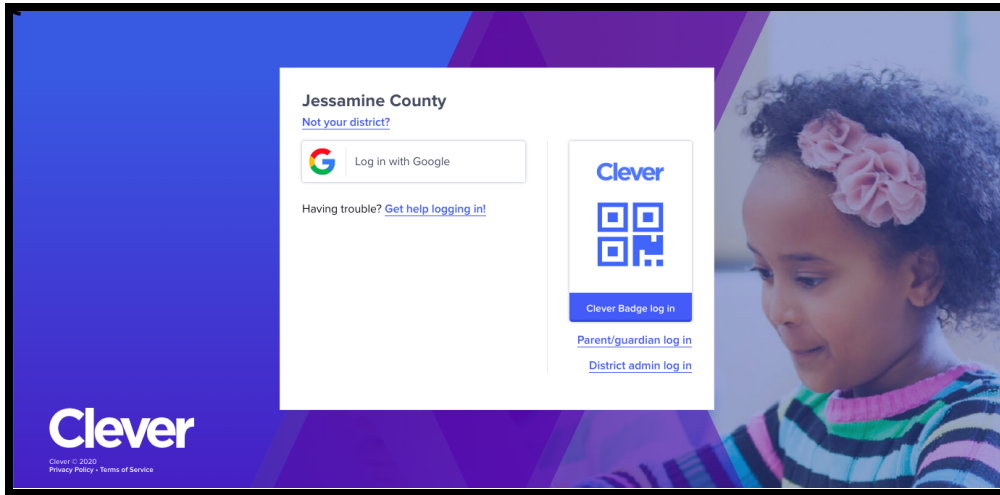 Jessamine County
Not your district?
Log in with Google
Having trouble? Get help logging in!
Clever
Clever Badge log in
Parent/guardian log in
District admin log in
Clever
Clever © 2020
Privacy Policy • Terms of Service